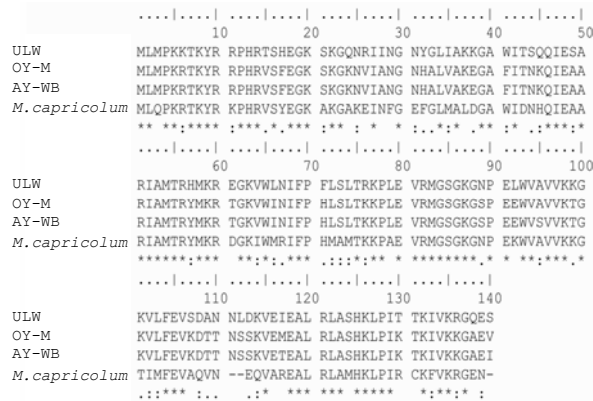 ....|....|....|....|....|....|....|....|....|....|
10 20 30 40 50
ULW MLMPKKTKYR RPHRTSHEGK SKGQNRIING NYGLIAKKGA WITSQQIESA
OY-M MLMPKRTKYR RPHRVSFEGK SKGKNVIANG NHALVAKEGA FITNKQIEAA
AY-WB MLMPKRTKYR RPHRVSFEGK SKGKNVIANG NHALVAKEGA FITNKQIEAA
M.capricolum MLQPKRTKYR KPHRVSYEGK AKGAKEINFG EFGLMALDGA WIDNHQIEAA
** **:**** :***.*.*** :** : * * :..*:* .** :* .:***:*
....|....|....|....|....|....|....|....|....|....|
60 70 80 90 100
ULW RIAMTRHMKR EGKVWLNIFP FLSLTRKPLE VRMGSGKGNP ELWVAVVKKG
OY-M RIAMTRYMKR TGKVWINIFP HLSLTKKPLE VRMGSGKGSP EEWVAVVKTG
AY-WB RIAMTRYMKR TGKVWINIFP HLSLTKKPLE VRMGSGKGSP EEWVSVVKTG
M.capricolum RIAMTRYMKR DGKIWMRIFP HMAMTKKPAE VRMGSGKGNP EKWVAVVKKG
******:*** **:*:.*** .:::*:** * ********.* * **:***.*
....|....|....|....|....|....|....|....|
110 120 130 140
ULW KVLFEVSDAN NLDKVEIEAL RLASHKLPIT TKIVKRGQES
OY-M KVLFEVKDTT NSSKVEMEAL RLASHKLPIK TKIVKKGAEV
AY-WB KVLFEVKDTT NSSKVETEAL RLASHKLPIK TKIVKKGAEI
M.capricolum TIMFEVAQVN --EQVAREAL RLAMHKLPIR CKFVKRGEN-
.::*** :.. .:* *** *** ***** *:**:* :